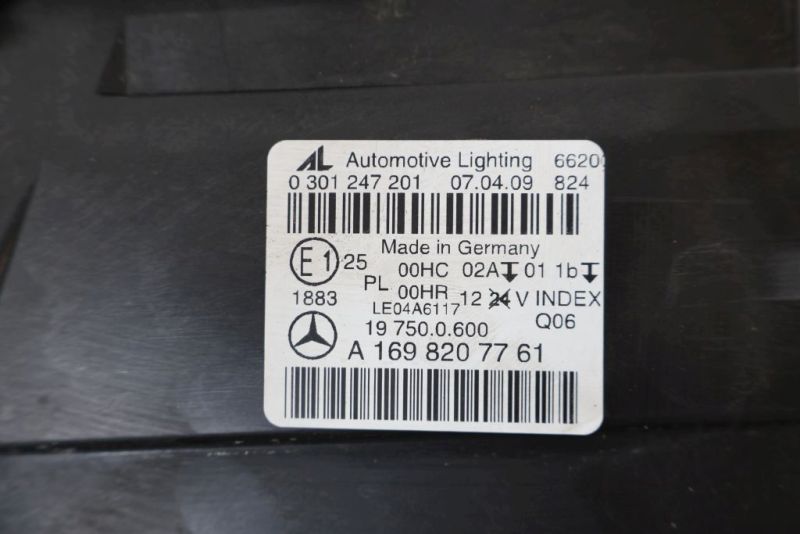 AL Automotive Lighting 6620
0 301 247 201 07.04.09 824
Made in Germany
E1 25 00HC 02A 01 1b
PL 00HR 12 24 V INDEX
1883 LE04A6117 Q06
19 750.0.600
A 169 820 77 61